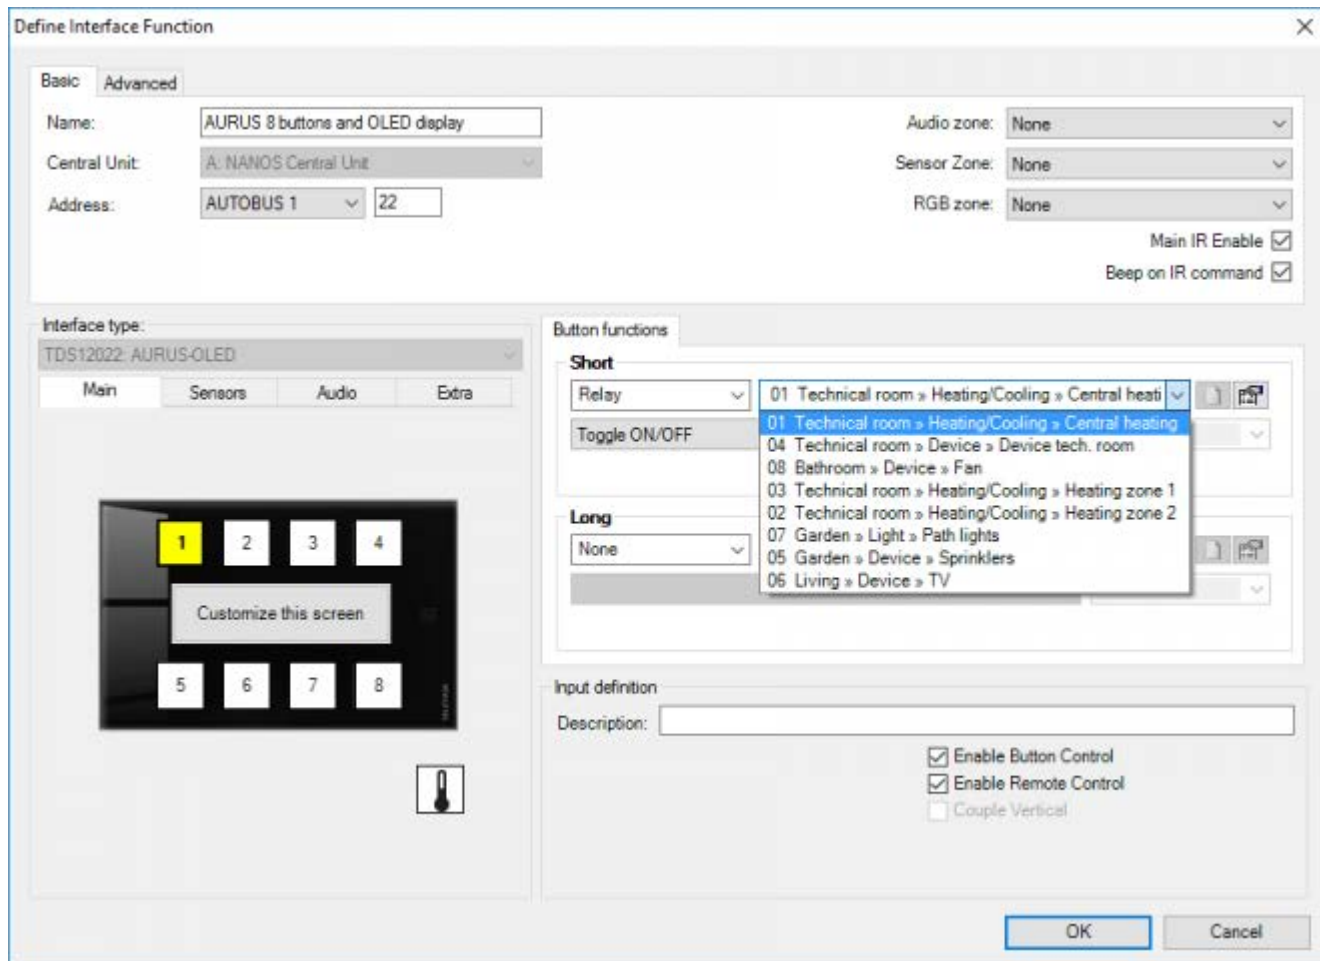 Define Interface Function
Basic Advanced
Name: AURUS 8 buttons and OLED display
Audio zone: None
Central Unit: A: NANOS Central Unit
Sensor Zone: None
Address: AUTOBUS 1 22
RGB zone: None
Main IR Enable
Beep on IR command
Interface type:
TDS12022: AURUS-OLED
Main Sensors Audio Extra
1 2 3 4
Customize this screen
5 6 7 8
Button functions
Short
Relay 01 Technical room » Heating/Cooling » Central heati
Toggle ON/OFF
01 Technical room » Heating/Cooling » Central heating
04 Technical room » Device » Device tech. room
08 Bathroom » Device » Fan
03 Technical room » Heating/Cooling » Heating zone 1
02 Technical room » Heating/Cooling » Heating zone 2
07 Garden » Light » Path lights
05 Garden » Device » Sprinklers
06 Living » Device » TV
Long
None
Input definition
Description:
Enable Button Control
Enable Remote Control
Couple Vertical
OK Cancel